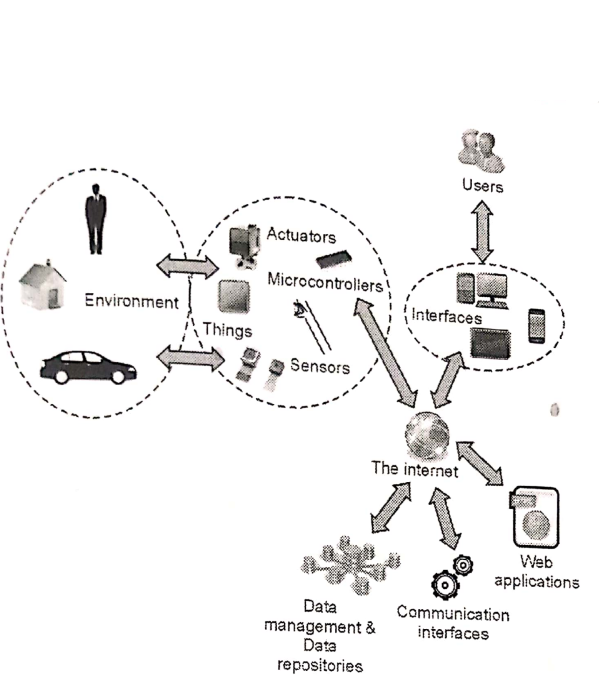 Users
Actuators
Microcontrollers
Environment
Interfaces
Things
Sensors
The internet
Web
applications
Data
management &
Data
repositories
Communication
interfaces